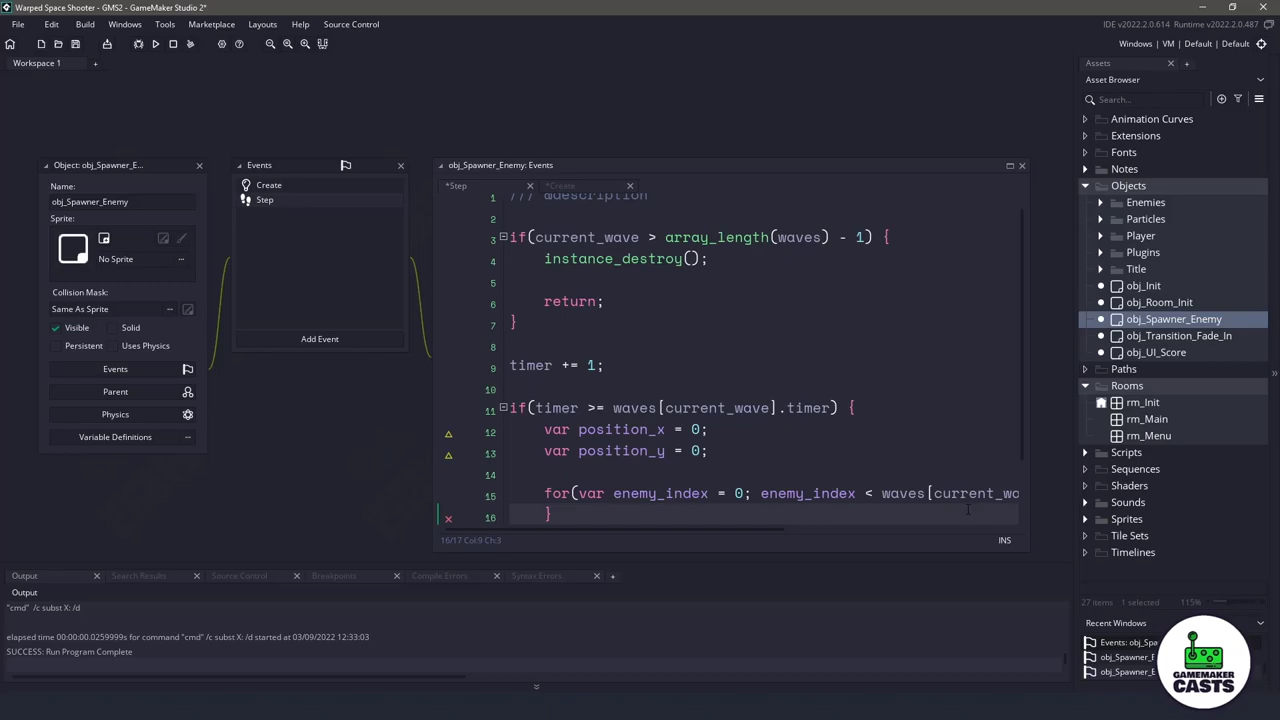 Warped Space Shooter - GMS2 - GameMaker Studio 2*
File Edit Build Windows Tools Marketplace Layouts Help Source Control
IDE v2022.2.0.614 Runtime v2022.2.0.487
Windows | VM | Default | Default
Workspace 1
Object: obj_Spawner_E...
Name:
obj_Spawner_Enemy
Sprite:
No Sprite
Collision Mask:
Same As Sprite
Visible Solid
Persistent Uses Physics
Events
Parent
Physics
Variable Definitions
Events
Create
Step
Add Event
obj_Spawner_Enemy: Events
*Step *Create
1 /// @description
2
3 if(current_wave > array_length(waves) - 1) {
4 instance_destroy();
5
6 return;
7 }
8
9 timer += 1;
10
11 if(timer >= waves[current_wave].timer) {
12 var position_x = 0;
13 var position_y = 0;
14
15 for(var enemy_index = 0; enemy_index < waves[current_wa
16 }
16/17 Col:9 Ch:3 INS
Output Search Results Source Control Breakpoints Compile Errors Syntax Errors
Output
"cmd" /c subst X: /d
elapsed time 00:00:00.0259999s for command "cmd" /c subst X: /d started at 03/09/2022 12:33:03
SUCCESS: Run Program Complete
Assets
Asset Browser
Search...
Animation Curves
Extensions
Fonts
Notes
Objects
Enemies
Particles
Player
Plugins
Title
obj_Init
obj_Room_Init
obj_Spawner_Enemy
obj_Transition_Fade_In
obj_UI_Score
Paths
Rooms
rm_Init
rm_Main
rm_Menu
Scripts
Sequences
Shaders
Sounds
Sprites
Tile Sets
Timelines
27 items 1 selected 115%
Recent Windows
Events: obj_Spa
obj_Spawner_E
obj_Spawner_E
GAMEMAKER
CASTS